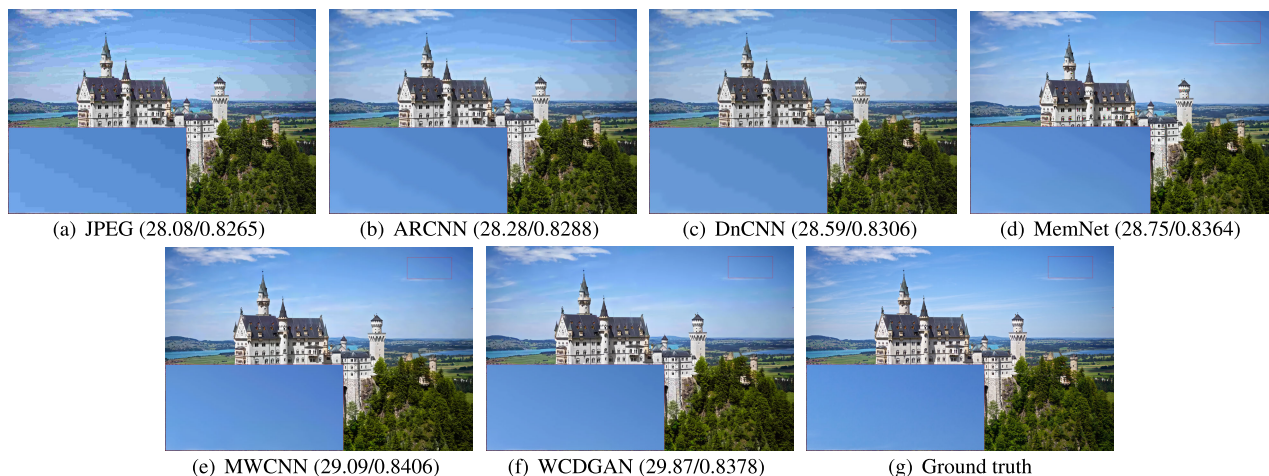 (a) JPEG (28.08/0.8265)
(b) ARCNN (28.28/0.8288)
(c) DnCNN (28.59/0.8306)
(d) MemNet (28.75/0.8364)
(e) MWCNN (29.09/0.8406)
(f) WCDGAN (29.87/0.8378)
(g) Ground truth